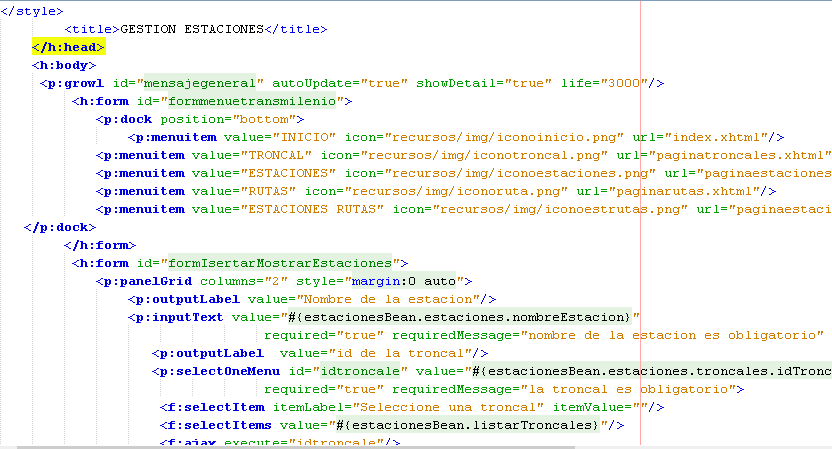 </style>
<title>GESTION ESTACIONES</title>
</h:head>
<h:body>
<p:growl id="mensajegeneral" autoUpdate="true" showDetail="true" life="3000"/>
<h:form id="formmenuetransmilenio">
<p:dock position="bottom">
<p:menuitem value="INICIO" icon="recursos/img/iconoinicio.png" url="index.xhtml"/>
<p:menuitem value="TRONCAL" icon="recursos/img/iconotroncal.png" url="paginatroncales.xhtml"
<p:menuitem value="ESTACIONES" icon="recursos/img/iconoestaciones.png" url="paginaestaciones
<p:menuitem value="RUTAS" icon="recursos/img/iconoruta.png" url="paginarutas.xhtml"/>
<p:menuitem value="ESTACIONES RUTAS" icon="recursos/img/iconoestrutas.png" url="paginaestaci
</p:dock>
</h:form>
<h:form id="formIsertarMostrarEstaciones">
<p:panelGrid columns="2" style="margin:0 auto">
<p:outputLabel value="Nombre de la estacion"/>
<p:inputText value="#{estacionesBean.estaciones.nombreEstacion}"
required="true" requiredMessage="nombre de la estacion es obligatorio"
<p:outputLabel  value="id de la troncal"/>
<p:selectOneMenu id="idtroncale" value="#{estacionesBean.estaciones.troncales.idTronc
required="true" requiredMessage="la troncal es obligatorio">
<f:selectItem itemLabel="Seleccione una troncal" itemValue=""/>
<f:selectItems value="#{estacionesBean.listarTroncales}"/>
<f:ajax execute="idtroncale"/>